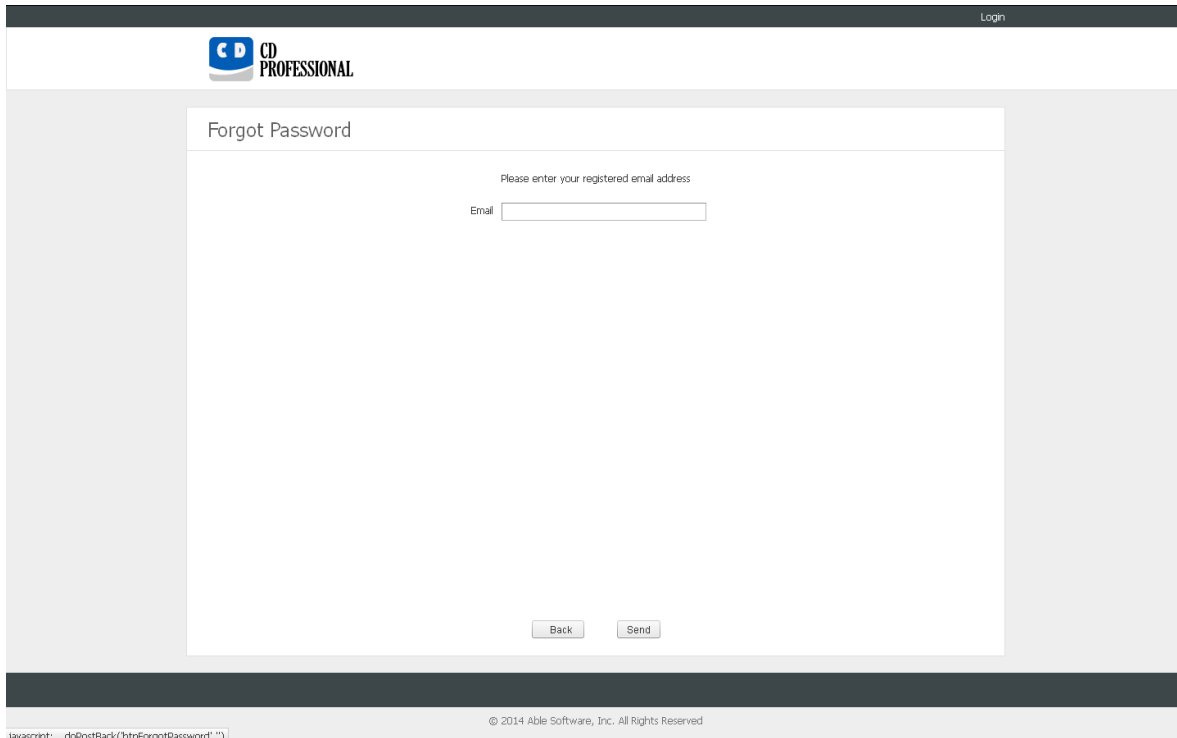 Login
C D
CD
PROFESSIONAL
Forgot Password
Please enter your registered email address
Email
Back
Send
© 2014 Able Software, Inc. All Rights Reserved
javascript:__doPostBack('btnForgotPassword','')